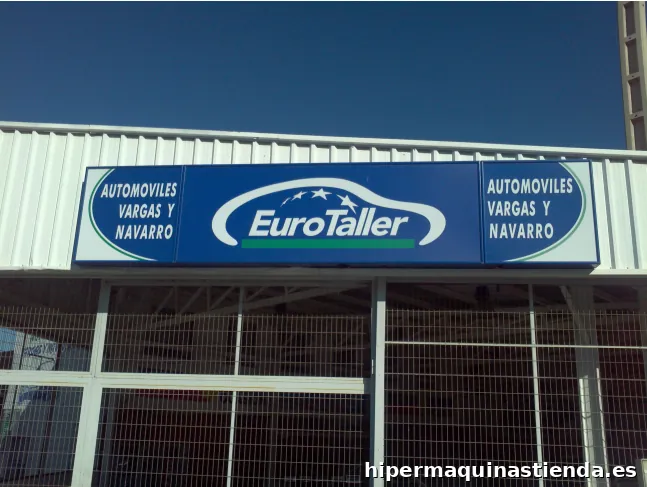 AUTOMOVILES
VARGAS Y
NAVARRO
EuroTaller
AUTOMOVILES
VARGAS Y
NAVARRO
hipermaquinastienda.es